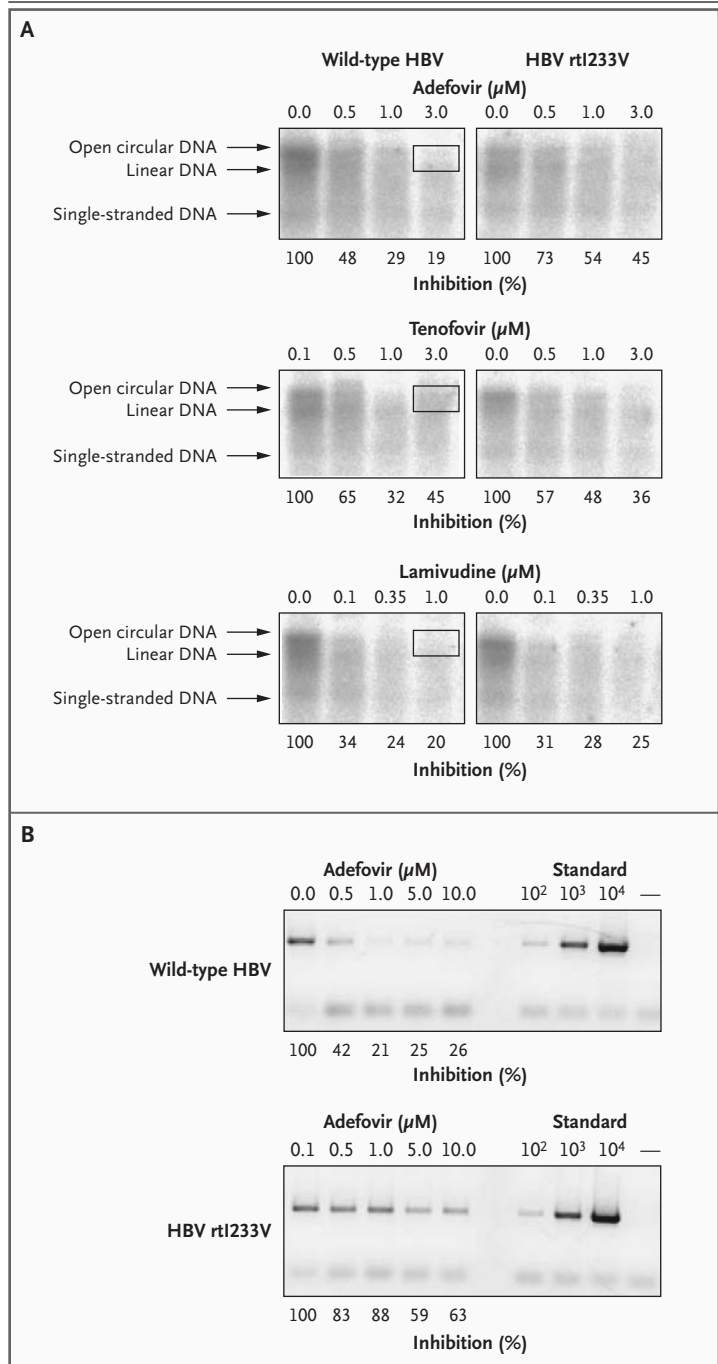 A
Wild-type HBV HBV rtI233V
Adefovir (µM)
0.0 0.5 1.0 3.0 0.0 0.5 1.0 3.0
Open circular DNA
Linear DNA
Single-stranded DNA
100 48 29 19 100 73 54 45
Inhibition (%)
Tenofovir (µM)
0.1 0.5 1.0 3.0 0.0 0.5 1.0 3.0
Open circular DNA
Linear DNA
Single-stranded DNA
100 65 32 45 100 57 48 36
Inhibition (%)
Lamivudine (µM)
0.0 0.1 0.35 1.0 0.0 0.1 0.35 1.0
Open circular DNA
Linear DNA
Single-stranded DNA
100 34 24 20 100 31 28 25
Inhibition (%)
B
Adefovir (µM) Standard
0.0 0.5 1.0 5.0 10.0 10² 10³ 10⁴ —
Wild-type HBV
100 42 21 25 26
Inhibition (%)
Adefovir (µM) Standard
0.1 0.5 1.0 5.0 10.0 10² 10³ 10⁴ —
HBV rtI233V
100 83 88 59 63
Inhibition (%)